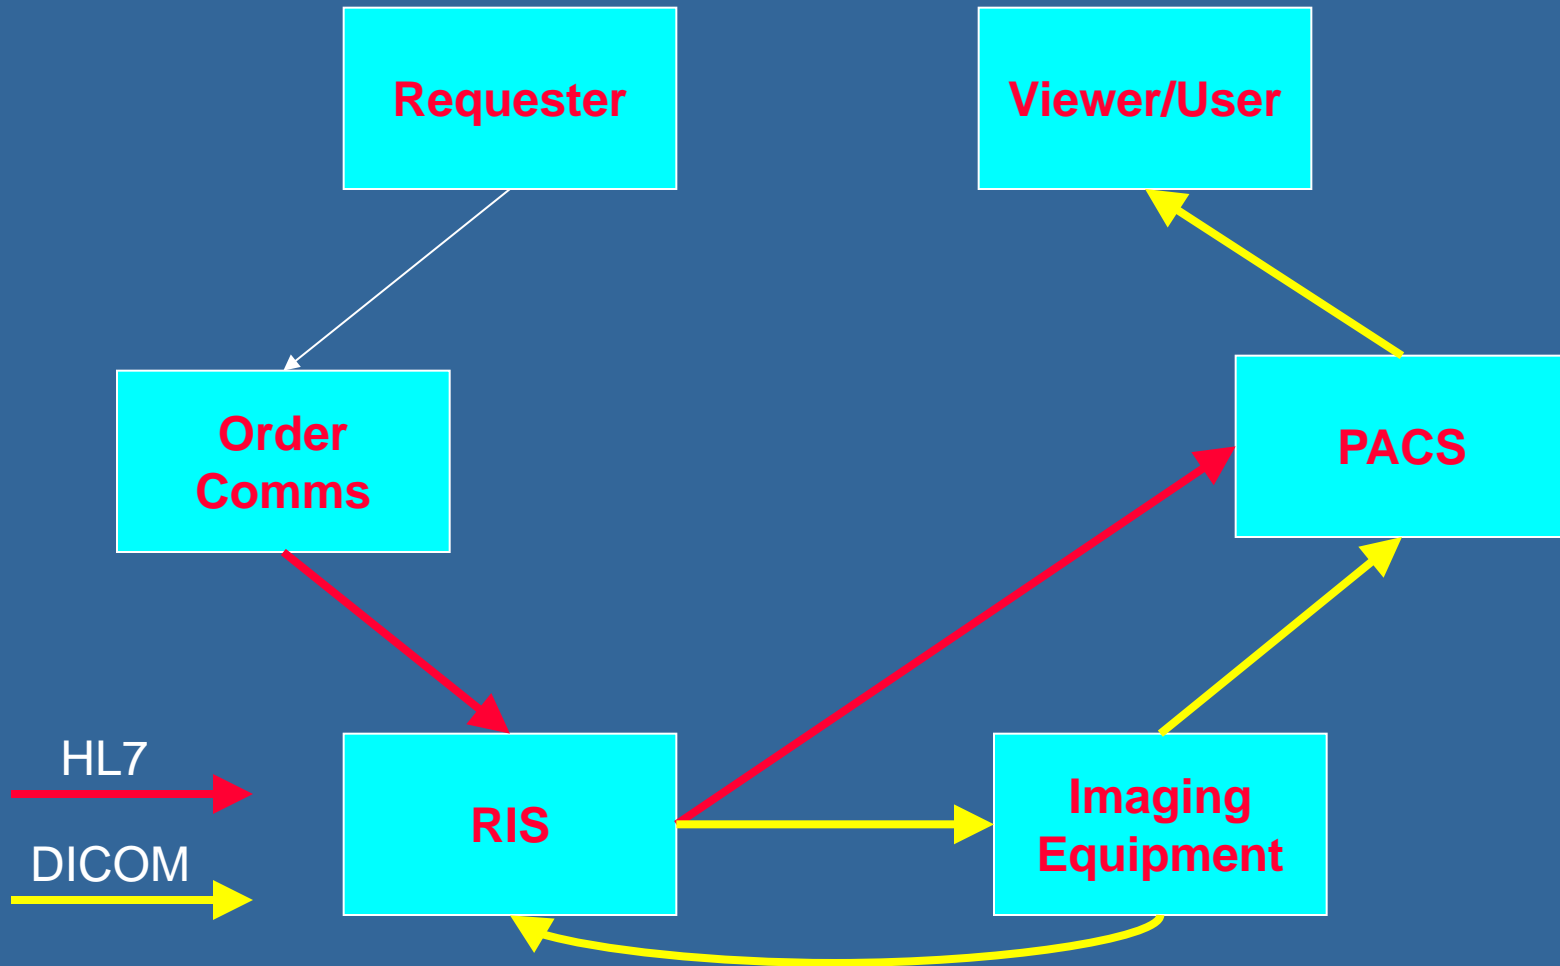 Requester
Viewer/User
Order
Comms
PACS
HL7
DICOM
RIS
Imaging
Equipment